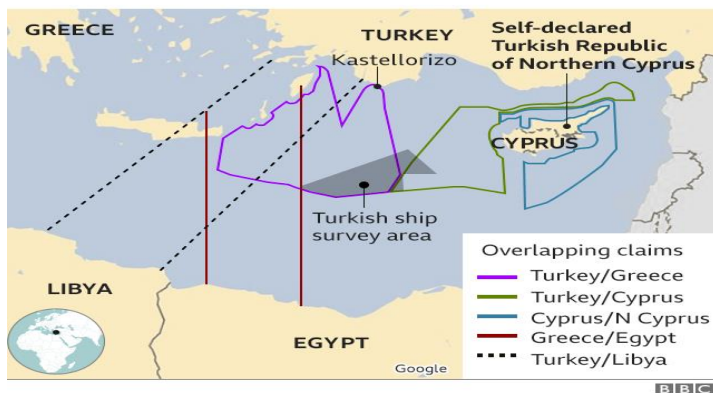 GREECE
TURKEY
Kastellorizo
Self-declared
Turkish Republic
of Northern Cyprus
CYPRUS
Turkish ship
survey area
LIBYA
EGYPT
Google
Overlapping claims
Turkey/Greece
Turkey/Cyprus
Cyprus/N Cyprus
Greece/Egypt
Turkey/Libya
BBC